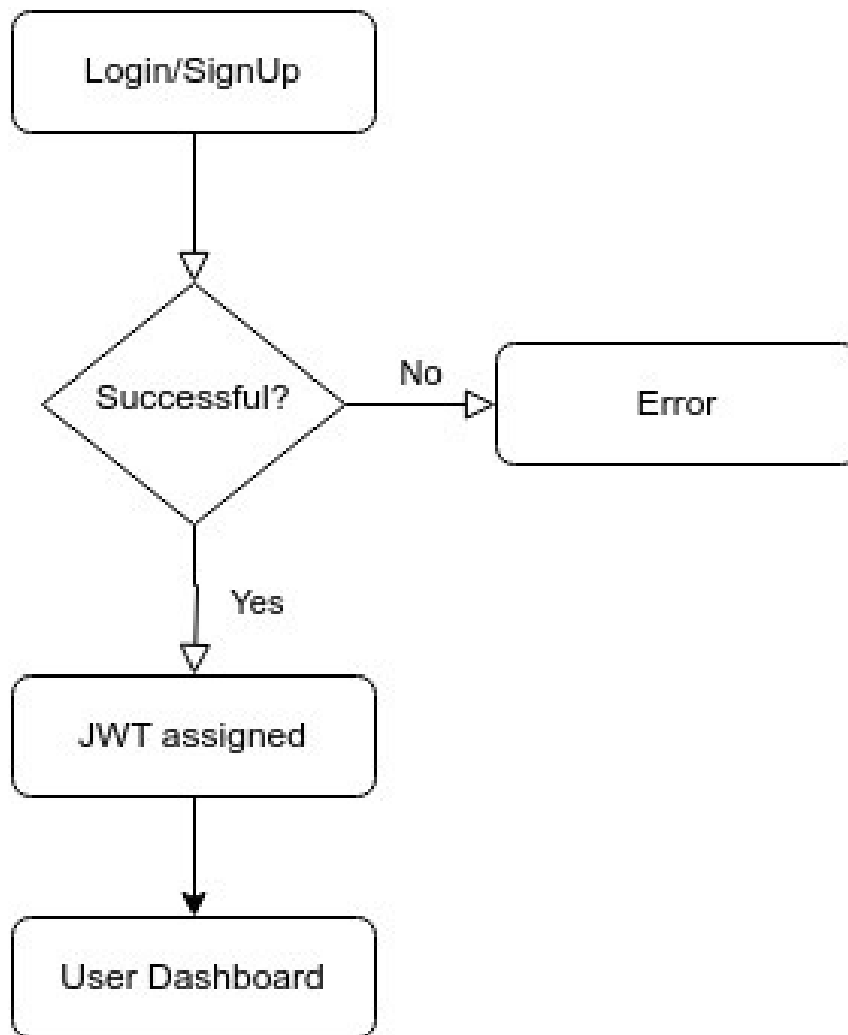 Login/SignUp
Successful?
No
Error
Yes
JWT assigned
User Dashboard